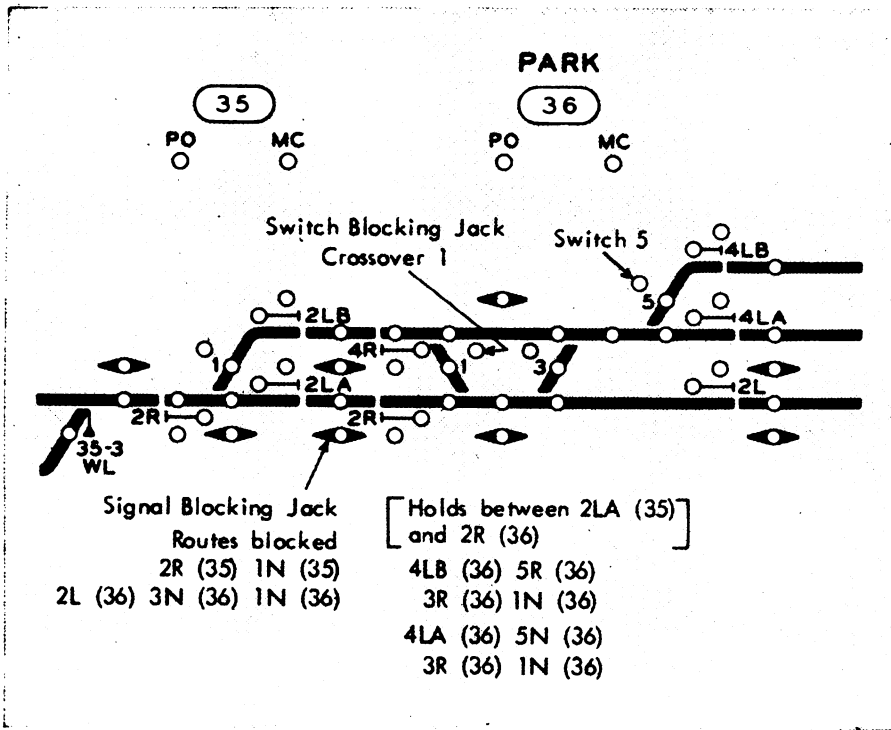 PARK
35
36
PO MC
PO MC
Switch Blocking Jack
Crossover 1
Switch 5
4LB
5
2LB
4LA
4R
1
1
3
2LA
2L
2R
2R
35-3
WL
Signal Blocking Jack
Routes blocked
2R (35) 1N (35)
2L (36) 3N (36) 1N (36)
[Holds between 2LA (35)
and 2R (36)]
4LB (36) 5R (36)
3R (36) 1N (36)
4LA (36) 5N (36)
3R (36) 1N (36)